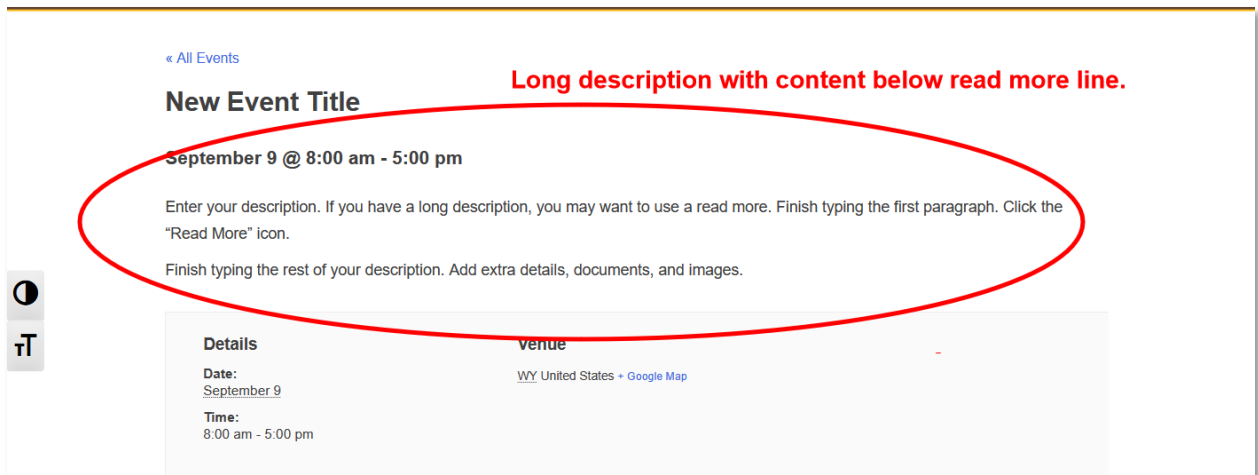 « All Events
Long description with content below read more line.
New Event Title
September 9 @ 8:00 am - 5:00 pm
Enter your description. If you have a long description, you may want to use a read more. Finish typing the first paragraph. Click the
“Read More” icon.
Finish typing the rest of your description. Add extra details, documents, and images.
Details
Date:
September 9
Time:
8:00 am - 5:00 pm
Venue
WY United States + Google Map
TT